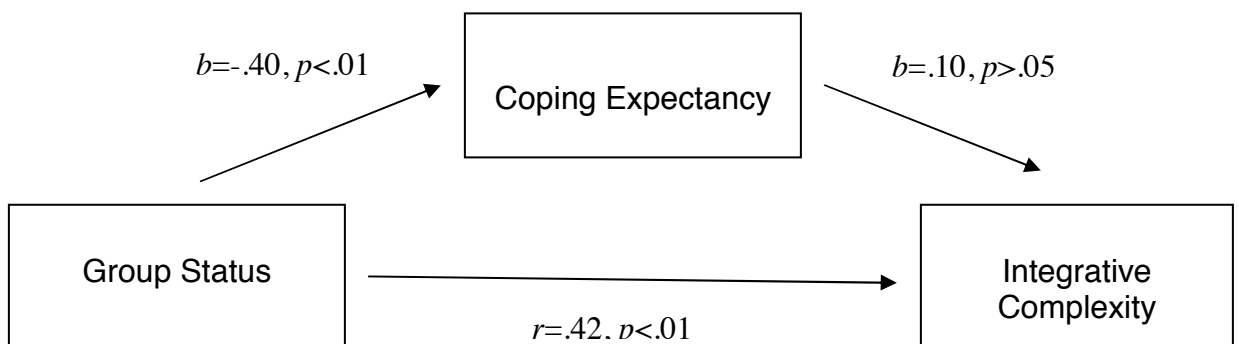 b=-.40, p<.01
Coping Expectancy
b=.10, p>.05
Group Status
Integrative
Complexity
r=.42, p<.01